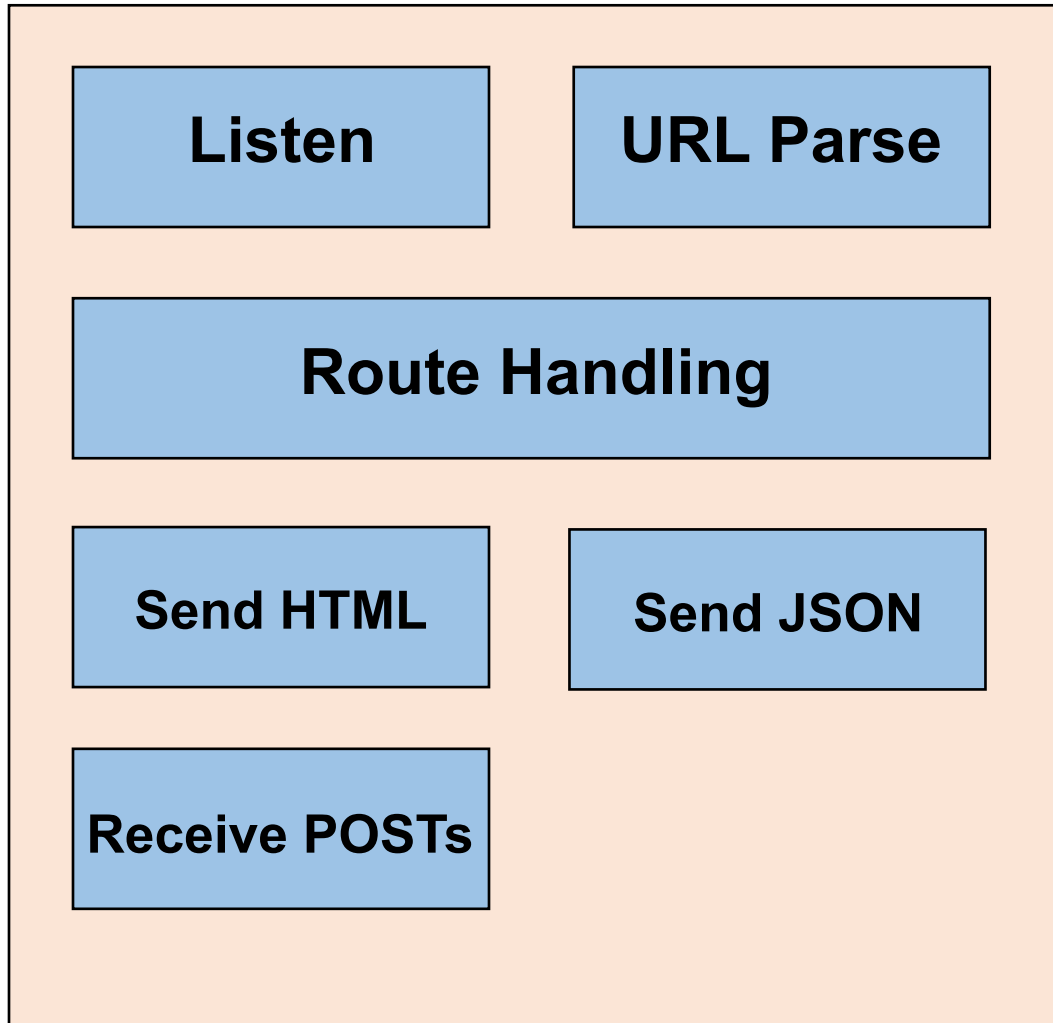 Listen
URL Parse
Route Handling
Send HTML
Send JSON
Receive POSTs